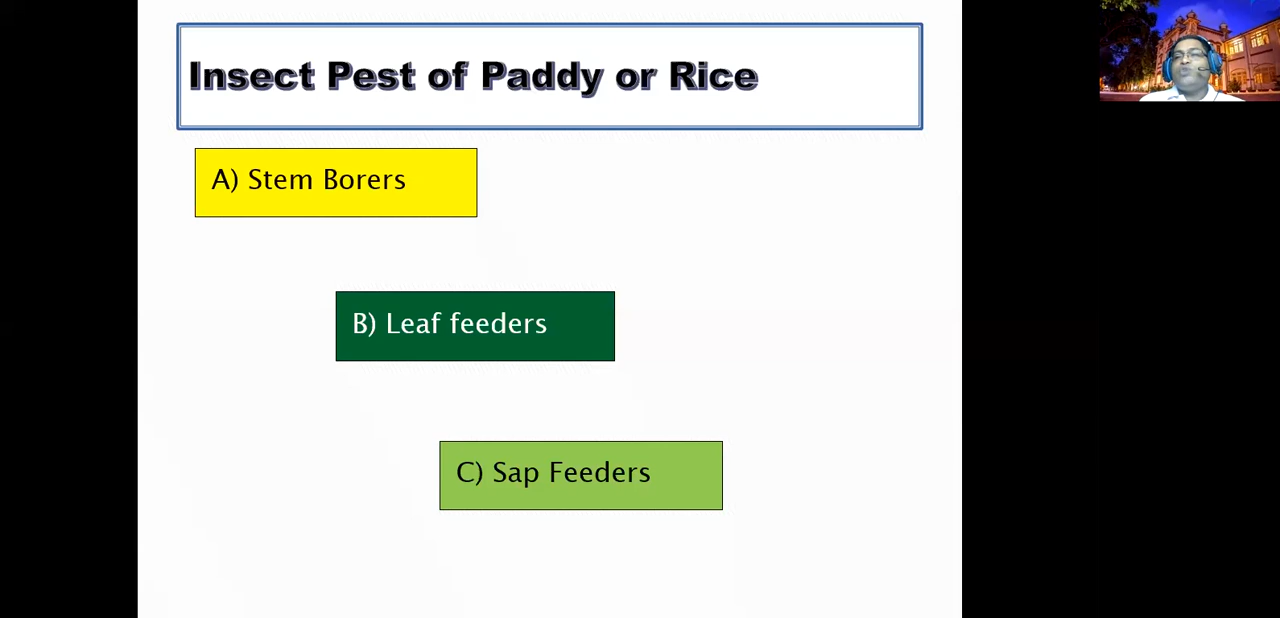 Insect Pest of Paddy or Rice
A) Stem Borers
B) Leaf feeders
C) Sap Feeders